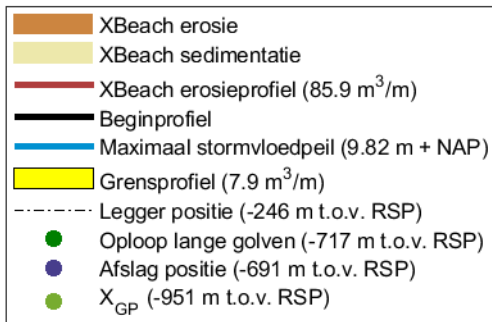 XBeach erosie
XBeach sedimentatie
XBeach erosieprofiel (85.9 m³/m)
Beginprofiel
Maximaal stormvloedpeil (9.82 m + NAP)
Grensprofiel (7.9 m³/m)
Legger positie (-246 m t.o.v. RSP)
Oploop lange golven (-717 m t.o.v. RSP)
Afslag positie (-691 m t.o.v. RSP)
X_GP (-951 m t.o.v. RSP)